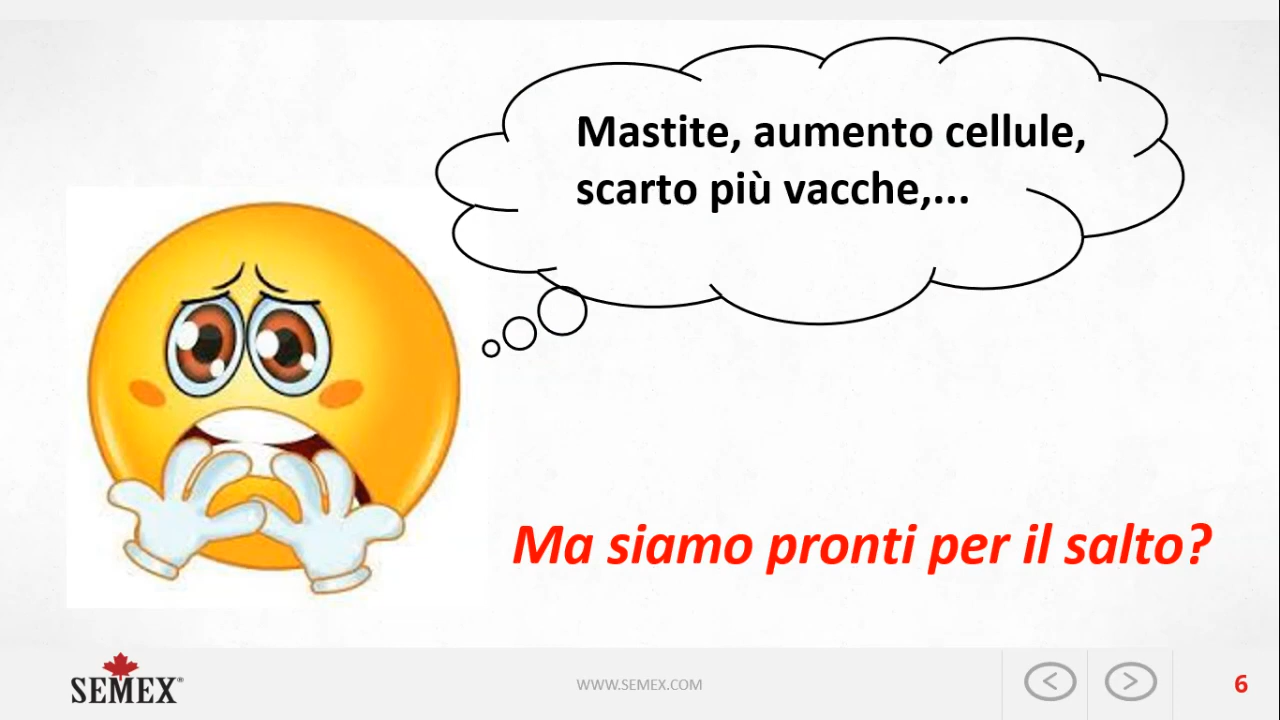 Mastite, aumento cellule,
scarto più vacche,...
Ma siamo pronti per il salto?
SEMEX®
WWW.SEMEX.COM
6